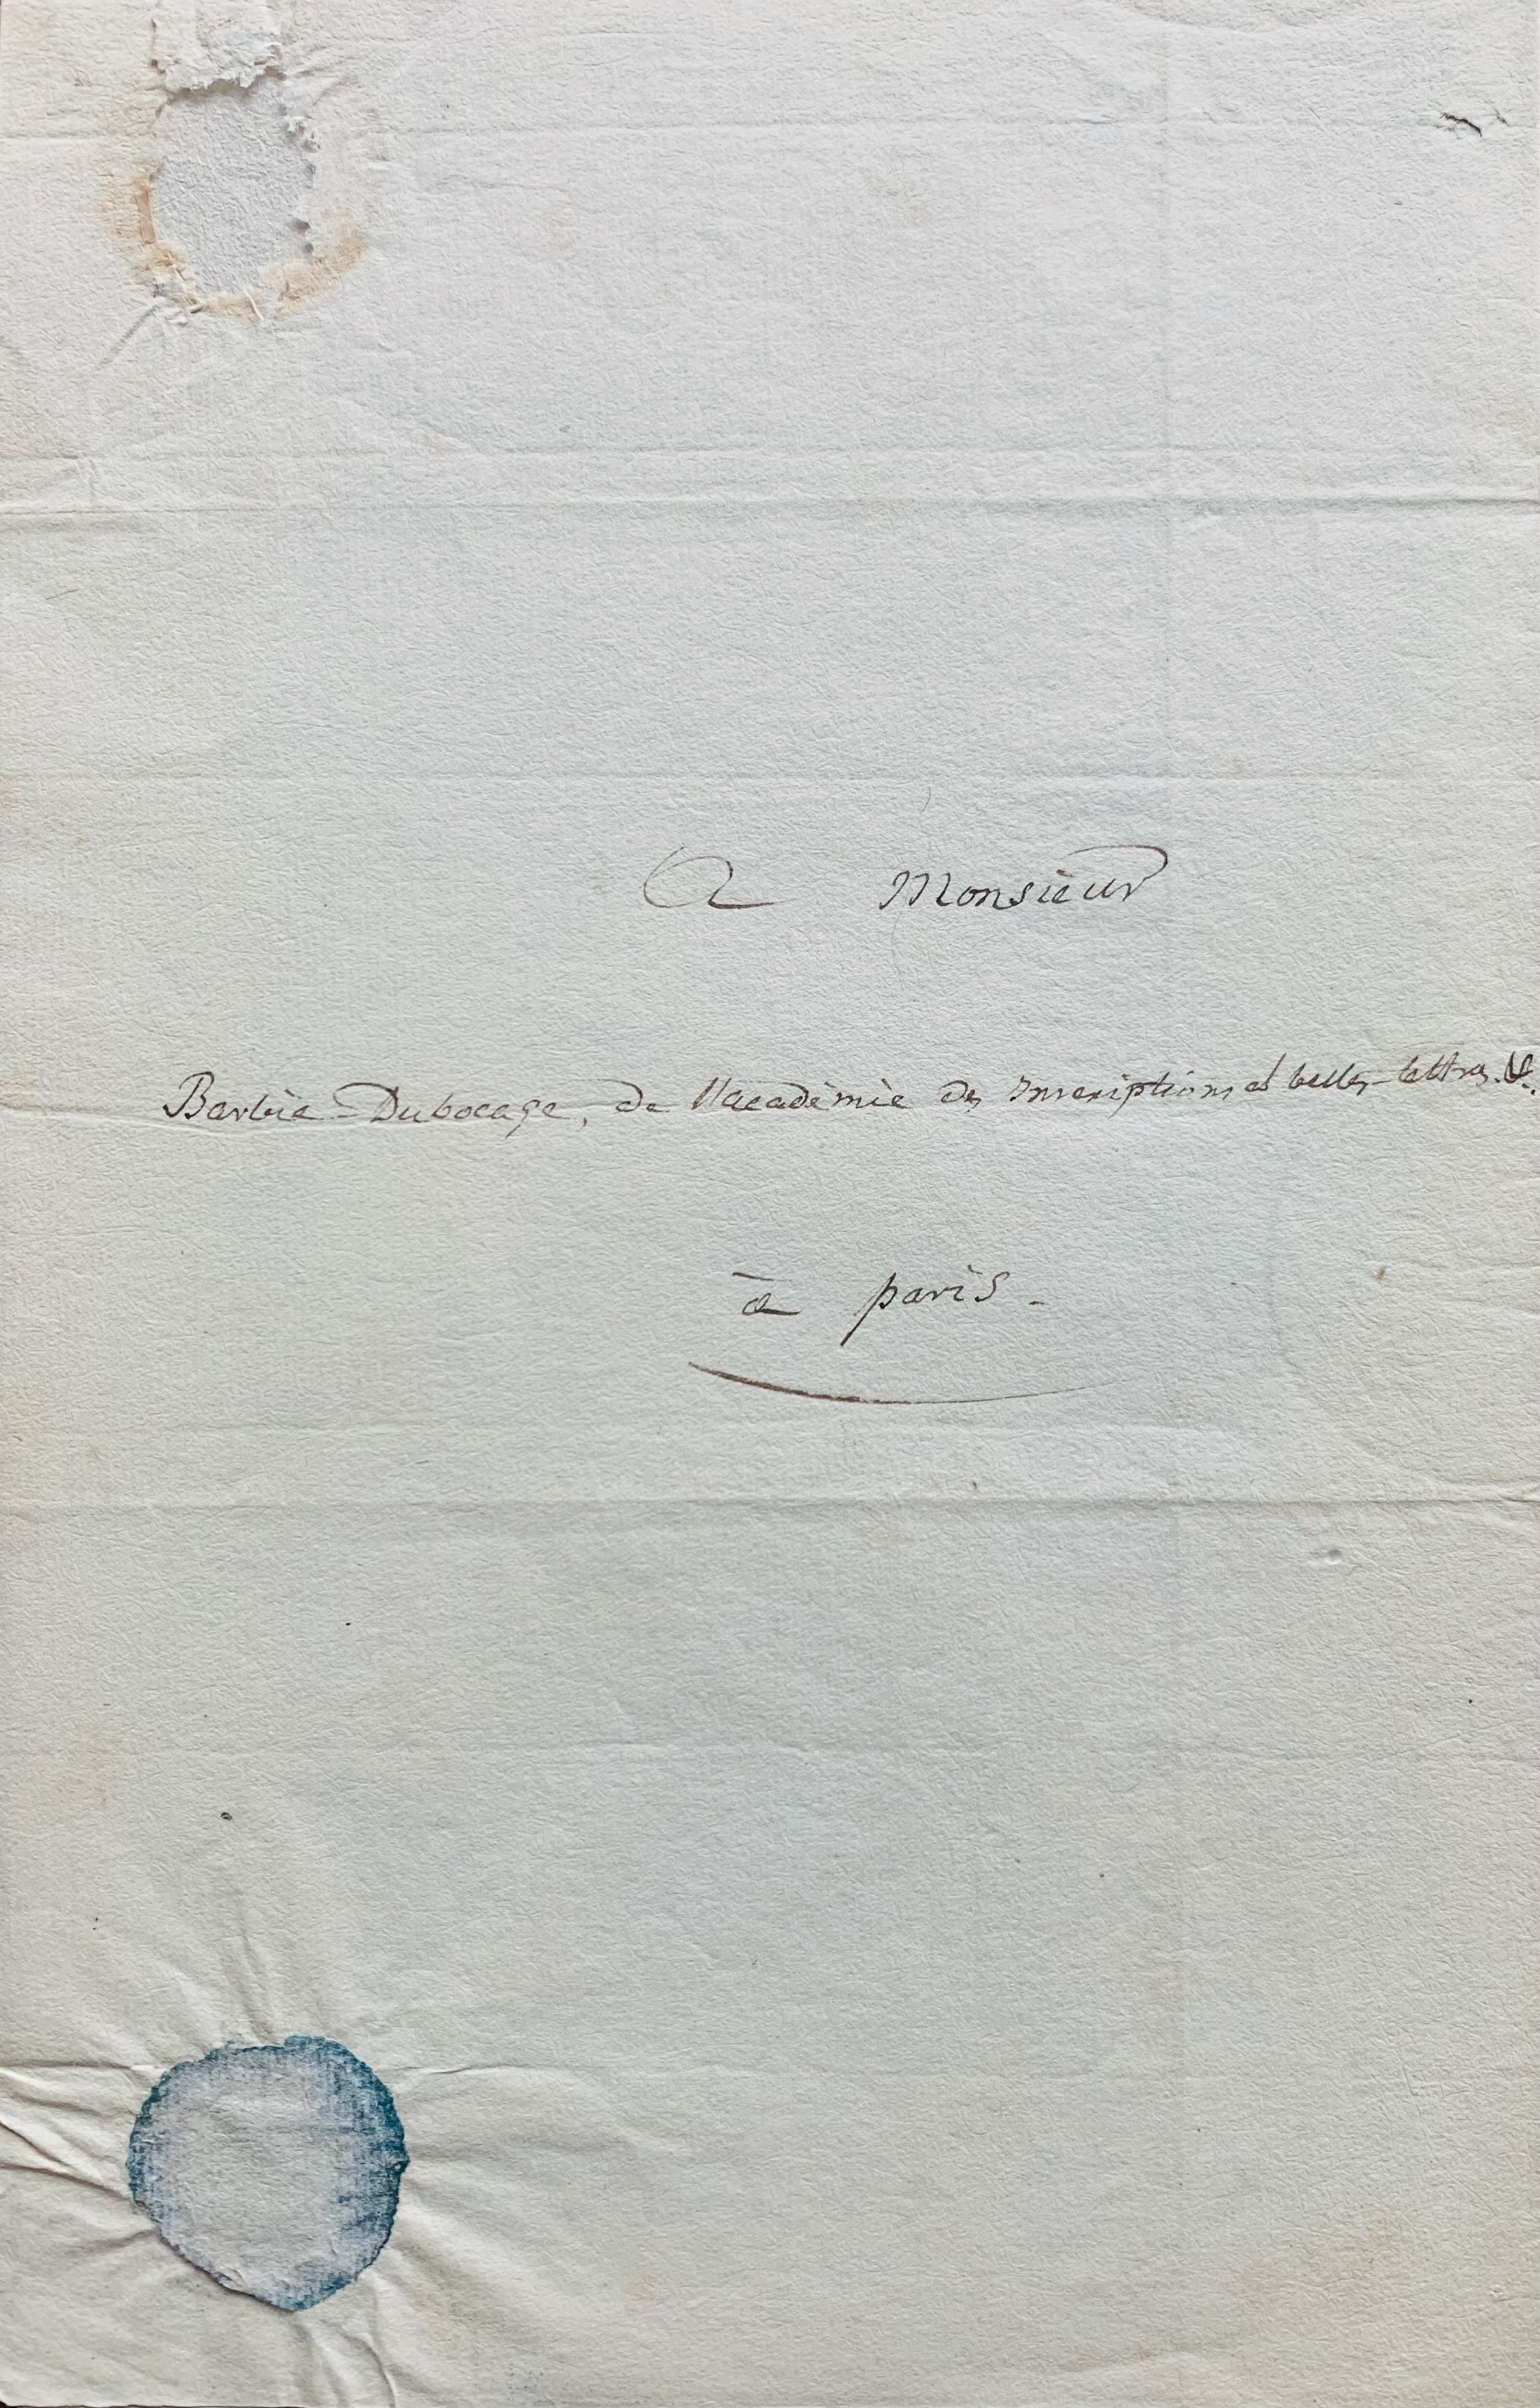 A Monsieur
Barbié-Dubocage, de l'académie des Inscriptions et belles-lettres. &.
à paris.